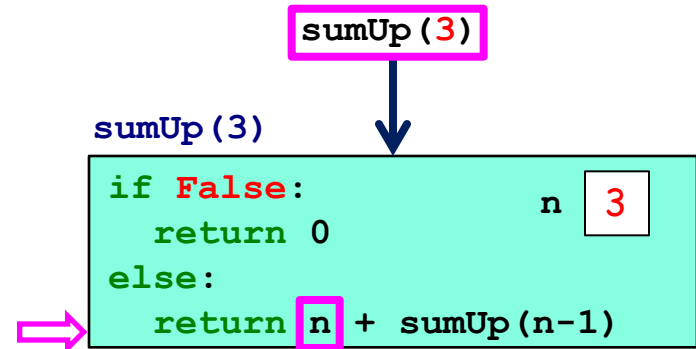 sumUp(3)
sumUp(3)
if False:
n 3
return 0
else:
return n + sumUp(n-1)